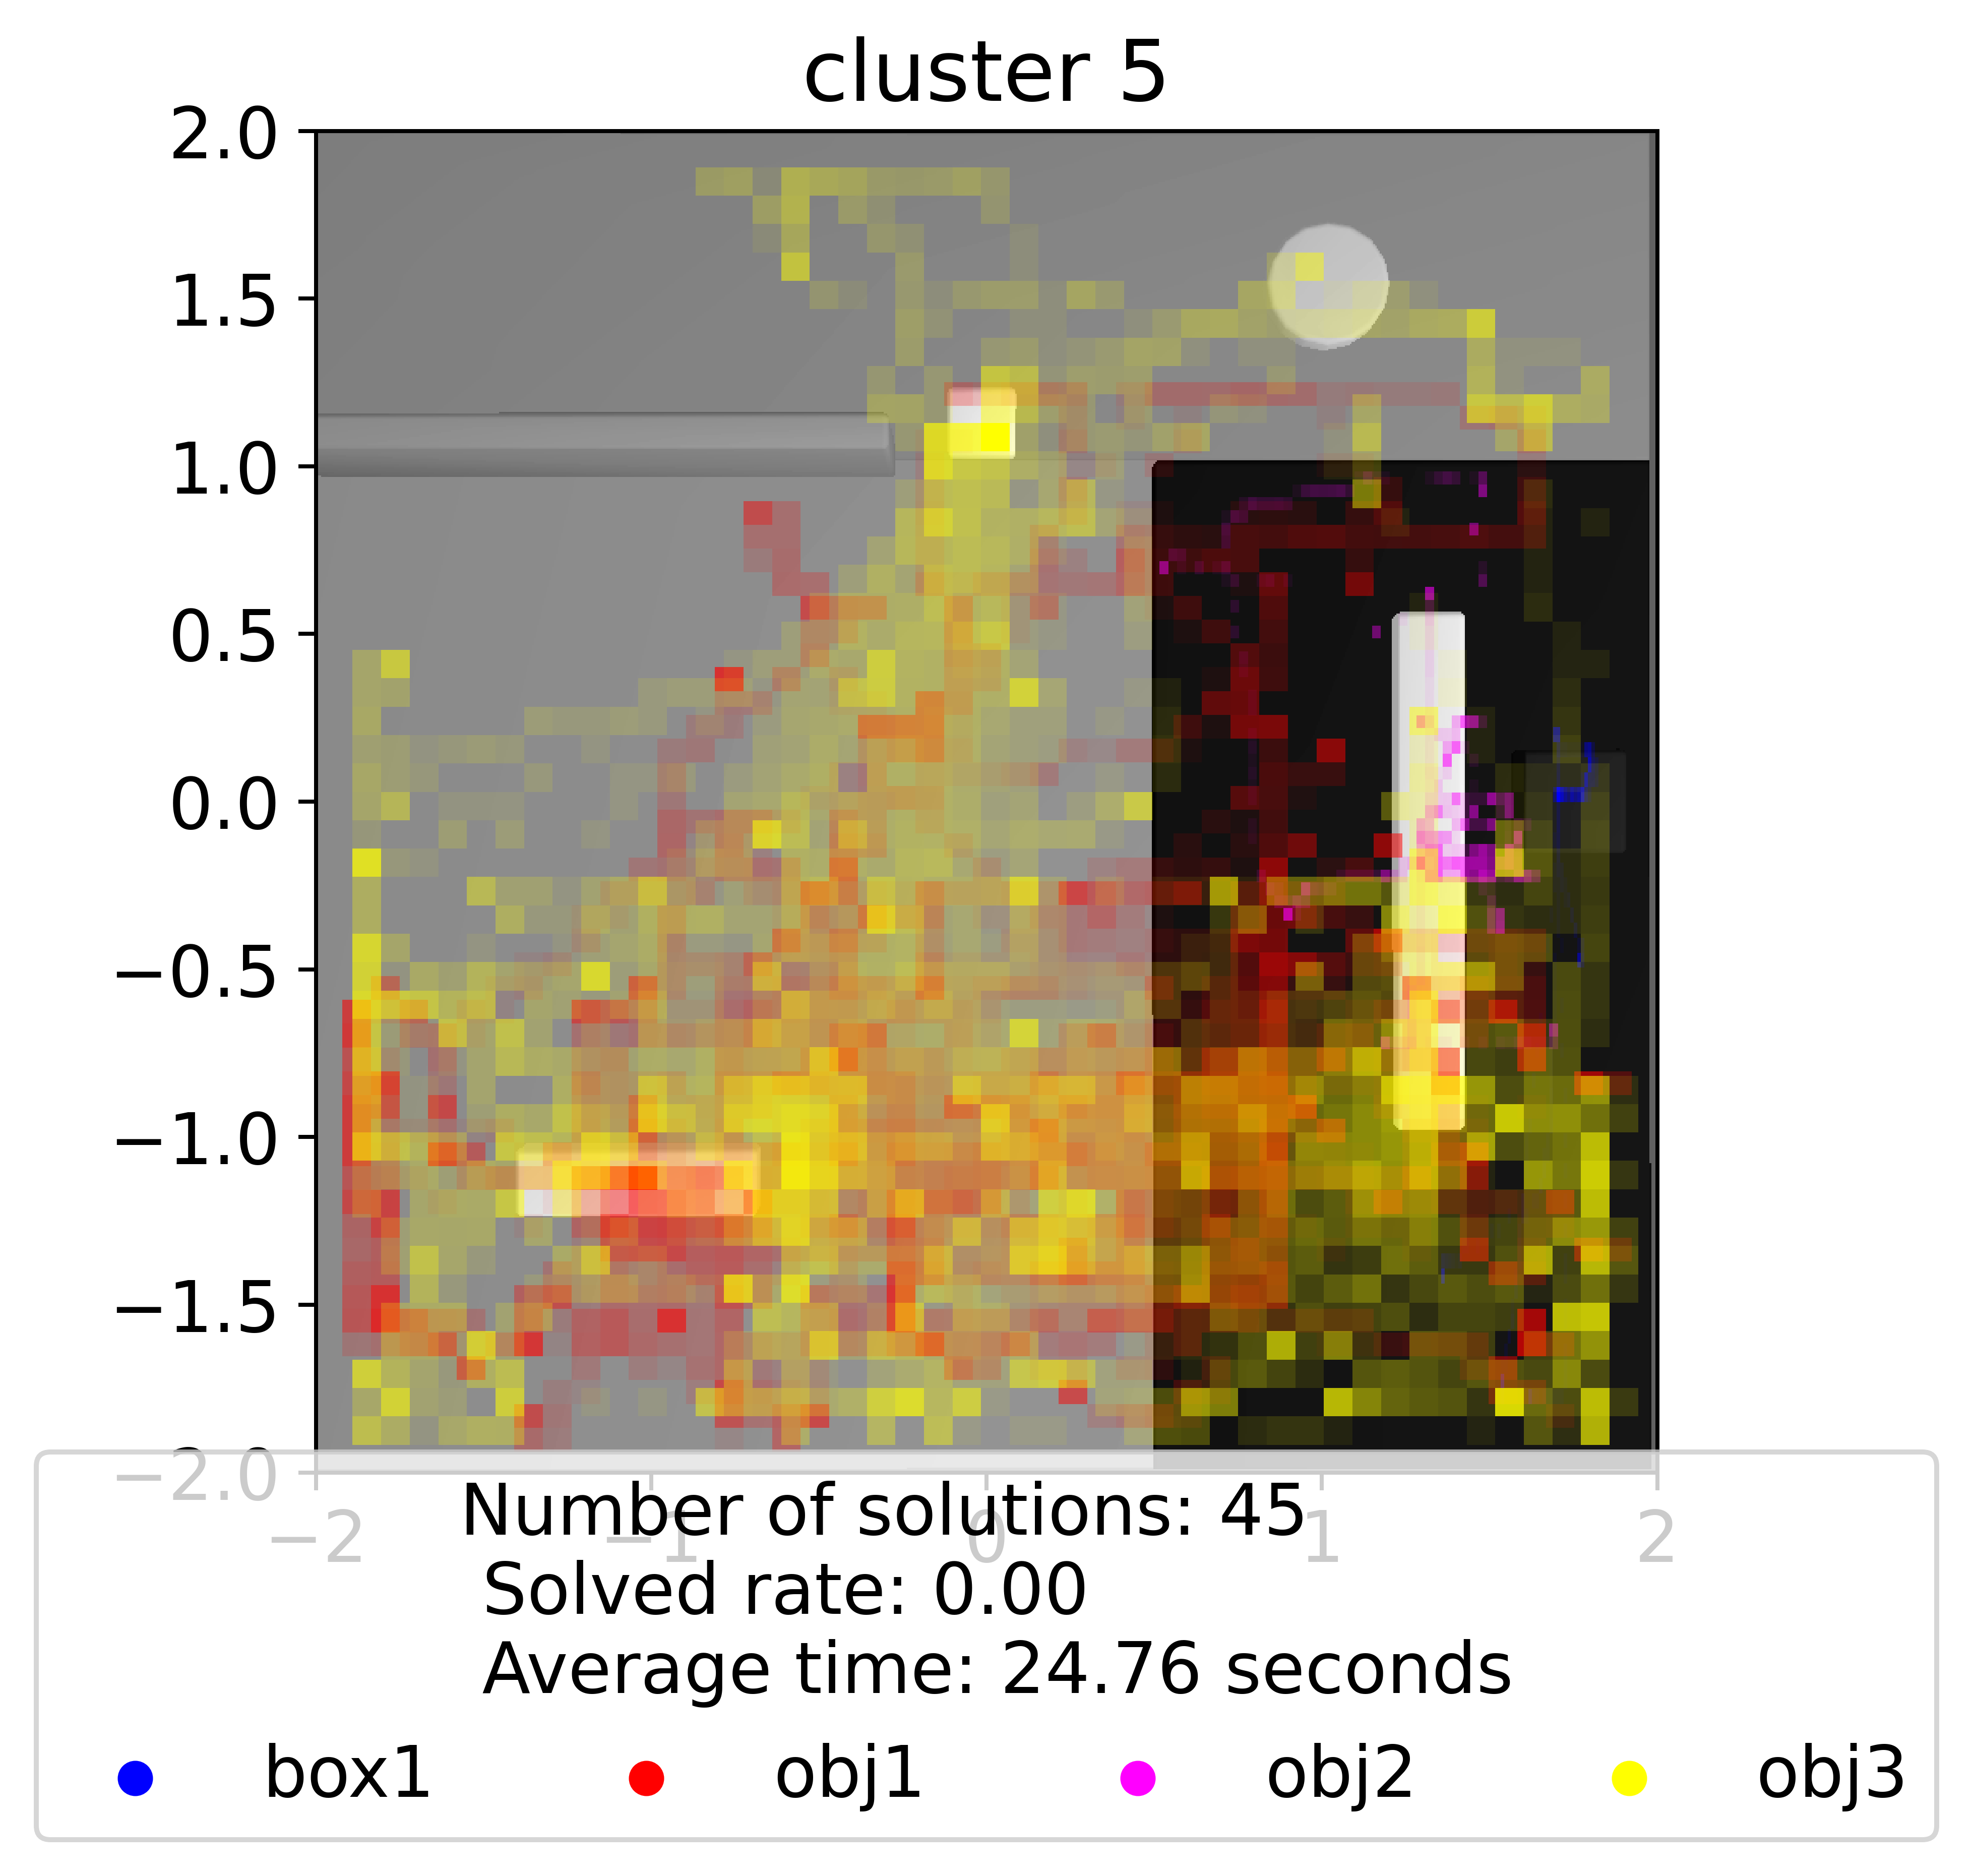 cluster 5
2.0
1.5
1.0
0.5
0.0
−0.5
−1.0
−1.5
−2.0
−2 −1 0 1 2
Number of solutions: 45
Solved rate: 0.00
Average time: 24.76 seconds
box1 obj1 obj2 obj3